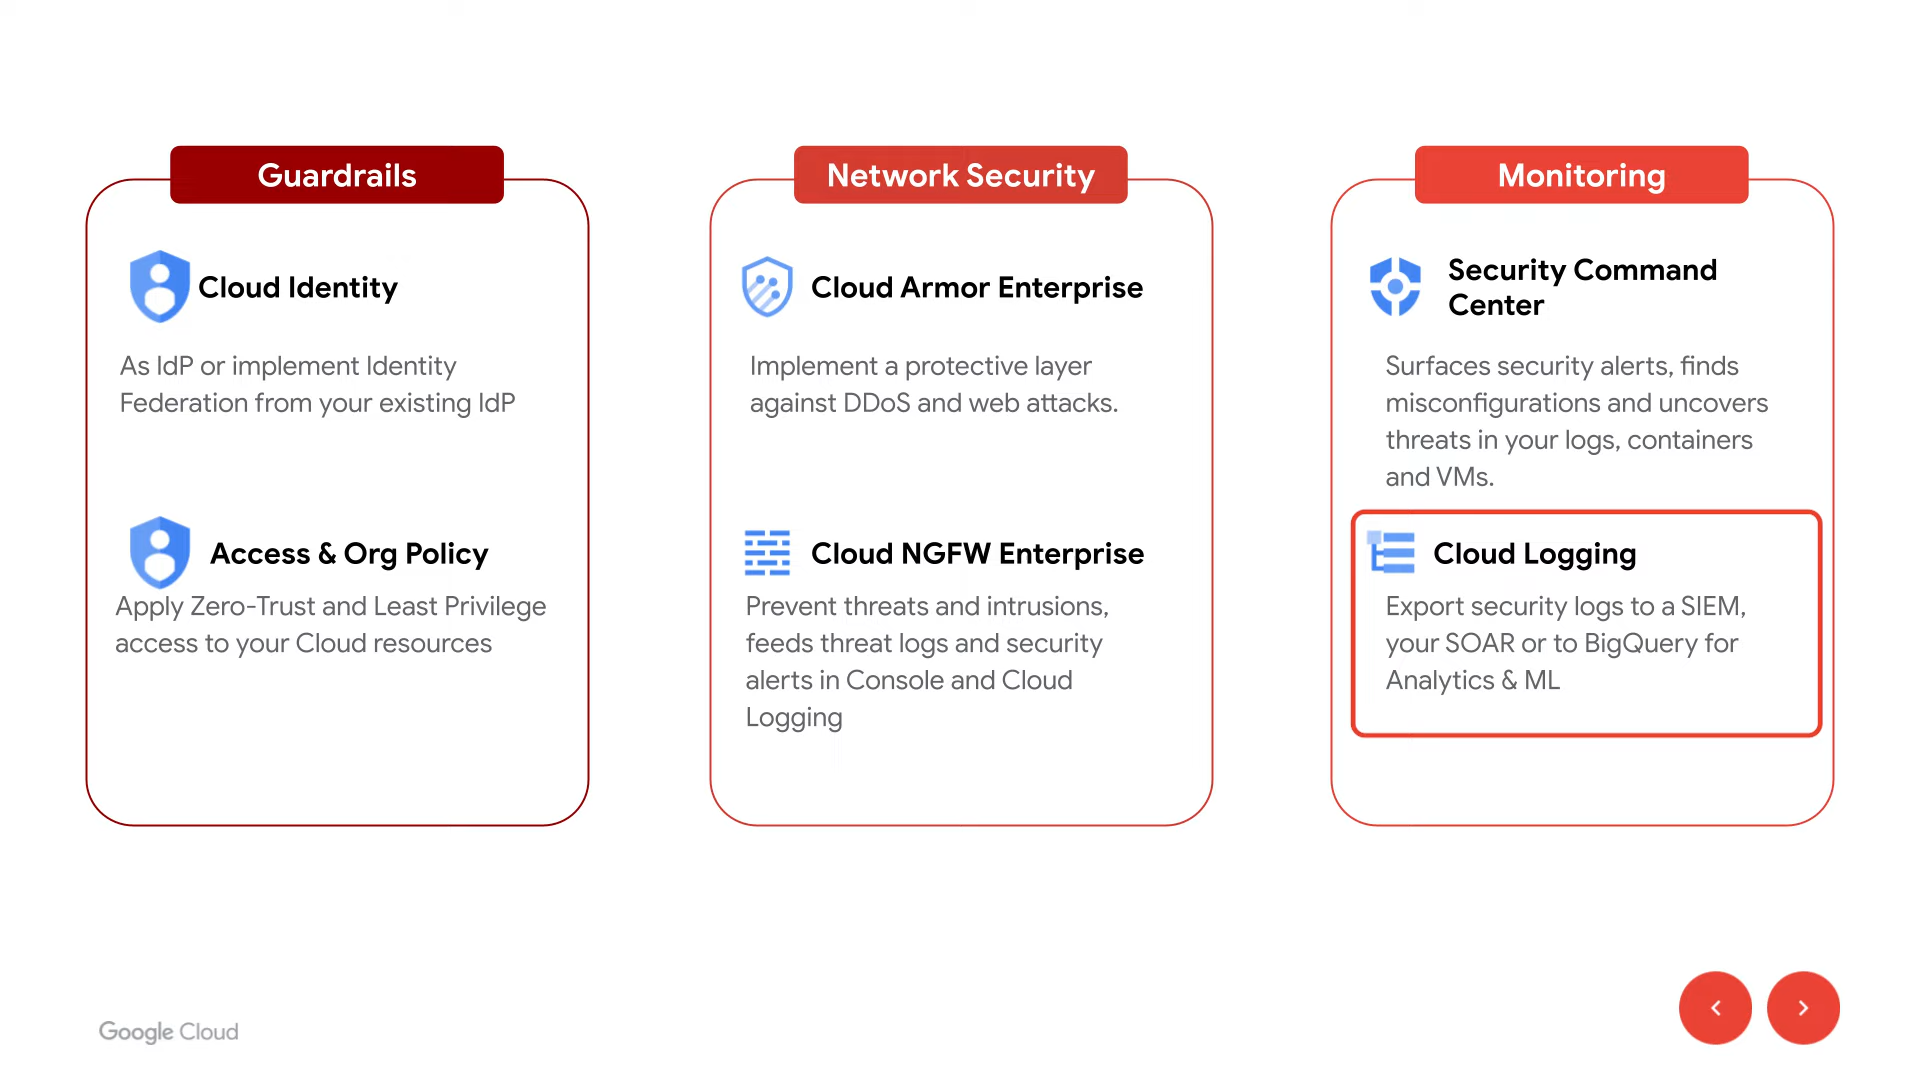 Guardrails
Cloud Identity
As IdP or implement Identity
Federation from your existing IdP
Access & Org Policy
Apply Zero-Trust and Least Privilege
access to your Cloud resources
Network Security
Cloud Armor Enterprise
Implement a protective layer
against DDoS and web attacks.
Cloud NGFW Enterprise
Prevent threats and intrusions,
feeds threat logs and security
alerts in Console and Cloud
Logging
Monitoring
Security Command
Center
Surfaces security alerts, finds
misconfigurations and uncovers
threats in your logs, containers
and VMs.
Cloud Logging
Export security logs to a SIEM,
your SOAR or to BigQuery for
Analytics & ML
Google Cloud